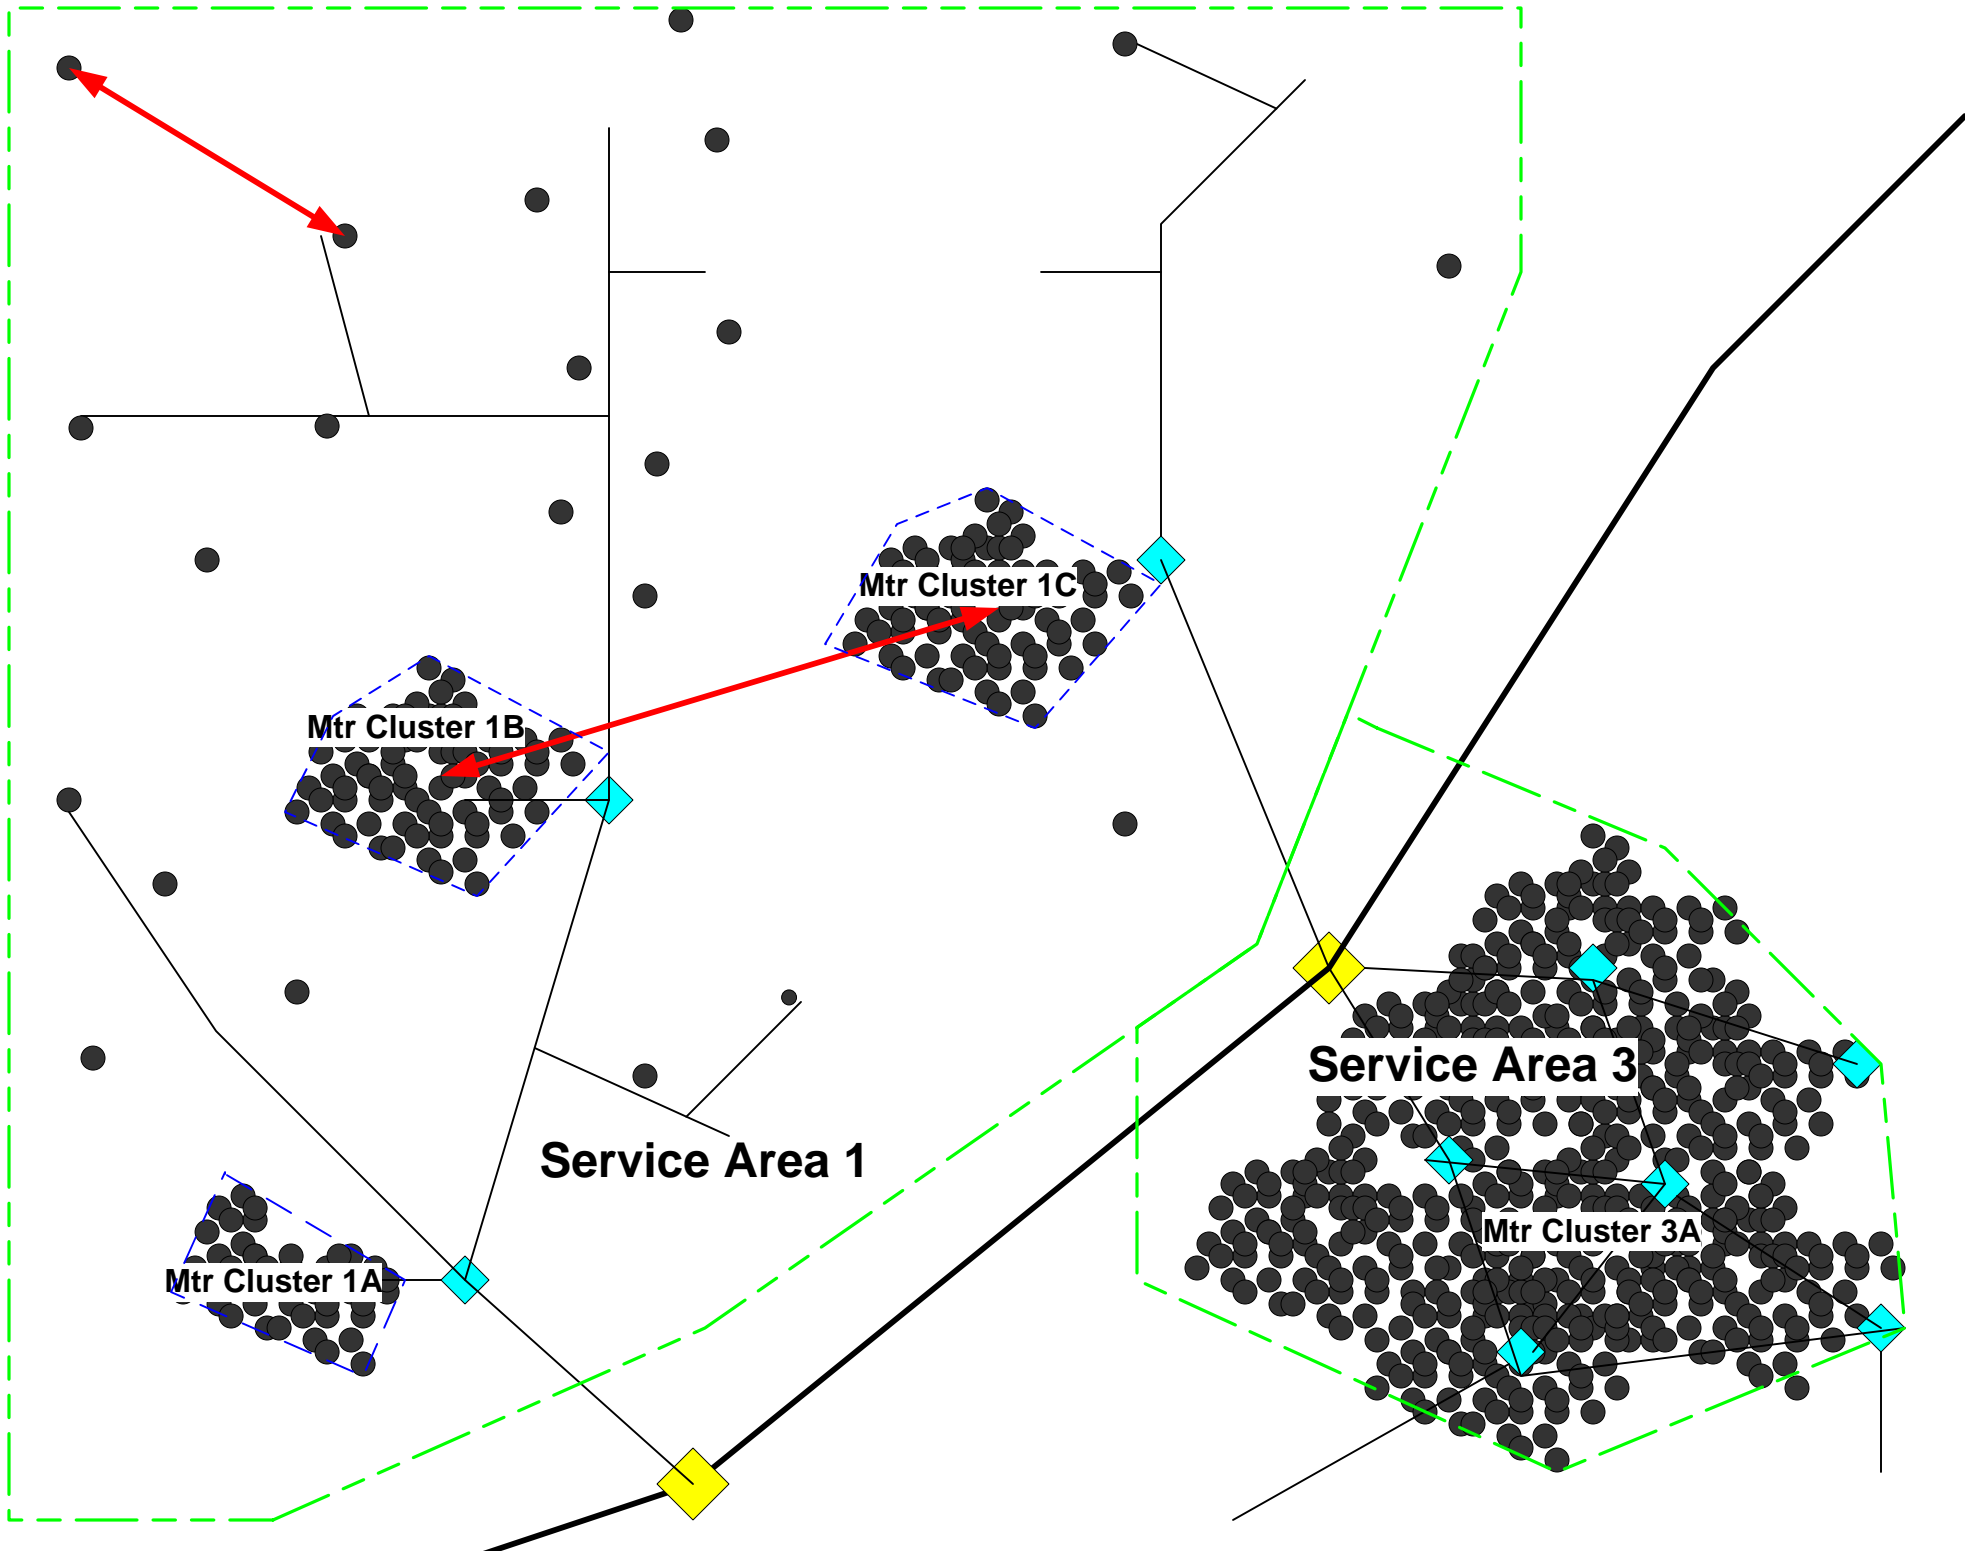 Mtr Cluster 1C
Mtr Cluster 1B
Service Area 3
Service Area 1
Mtr Cluster 3A
Mtr Cluster 1A